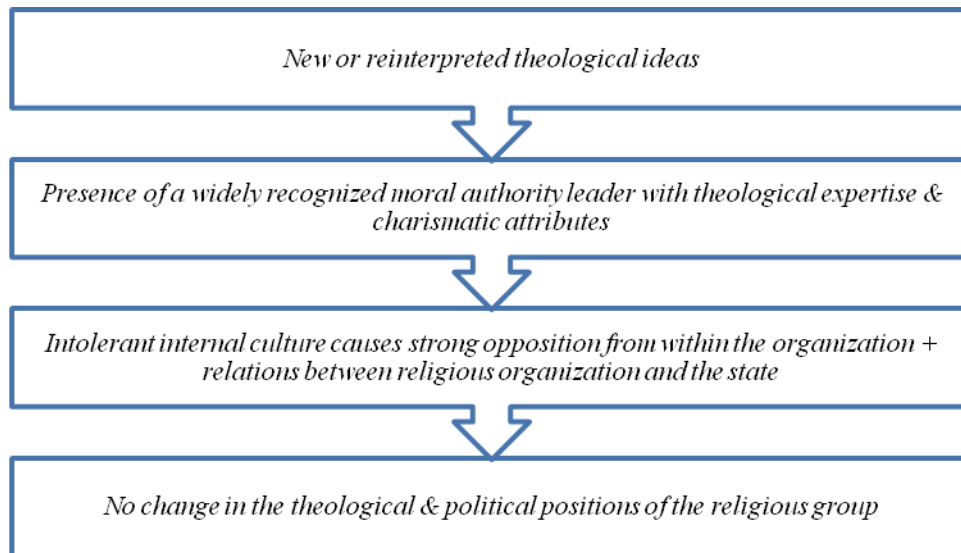 New or reinterpreted theological ideas
Presence of a widely recognized moral authority leader with theological expertise &
charismatic attributes
Intolerant internal culture causes strong opposition from within the organization +
relations between religious organization and the state
No change in the theological & political positions of the religious group